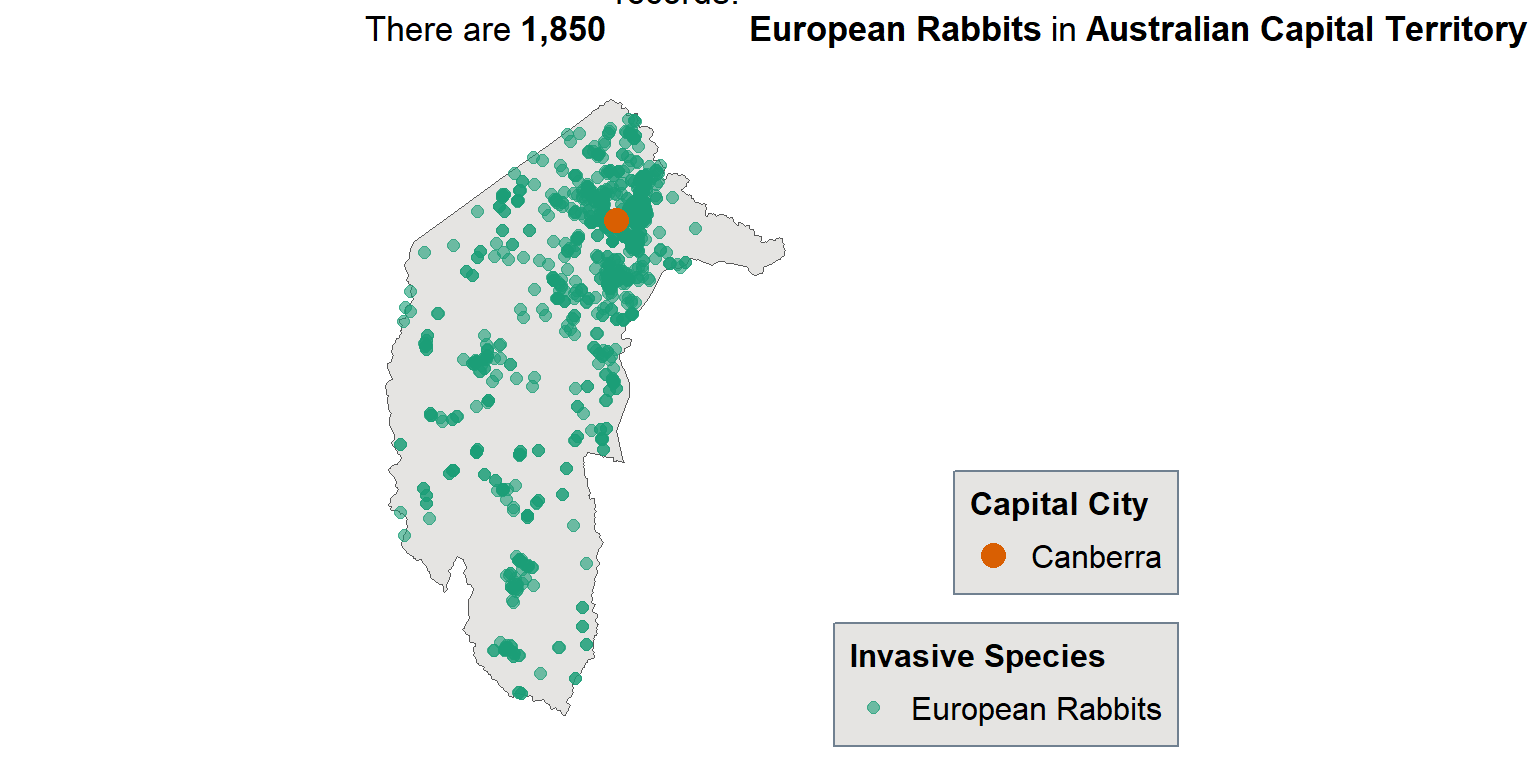 records.
There are 1,850 European Rabbits in Australian Capital Territory
Capital City
Canberra
Invasive Species
European Rabbits